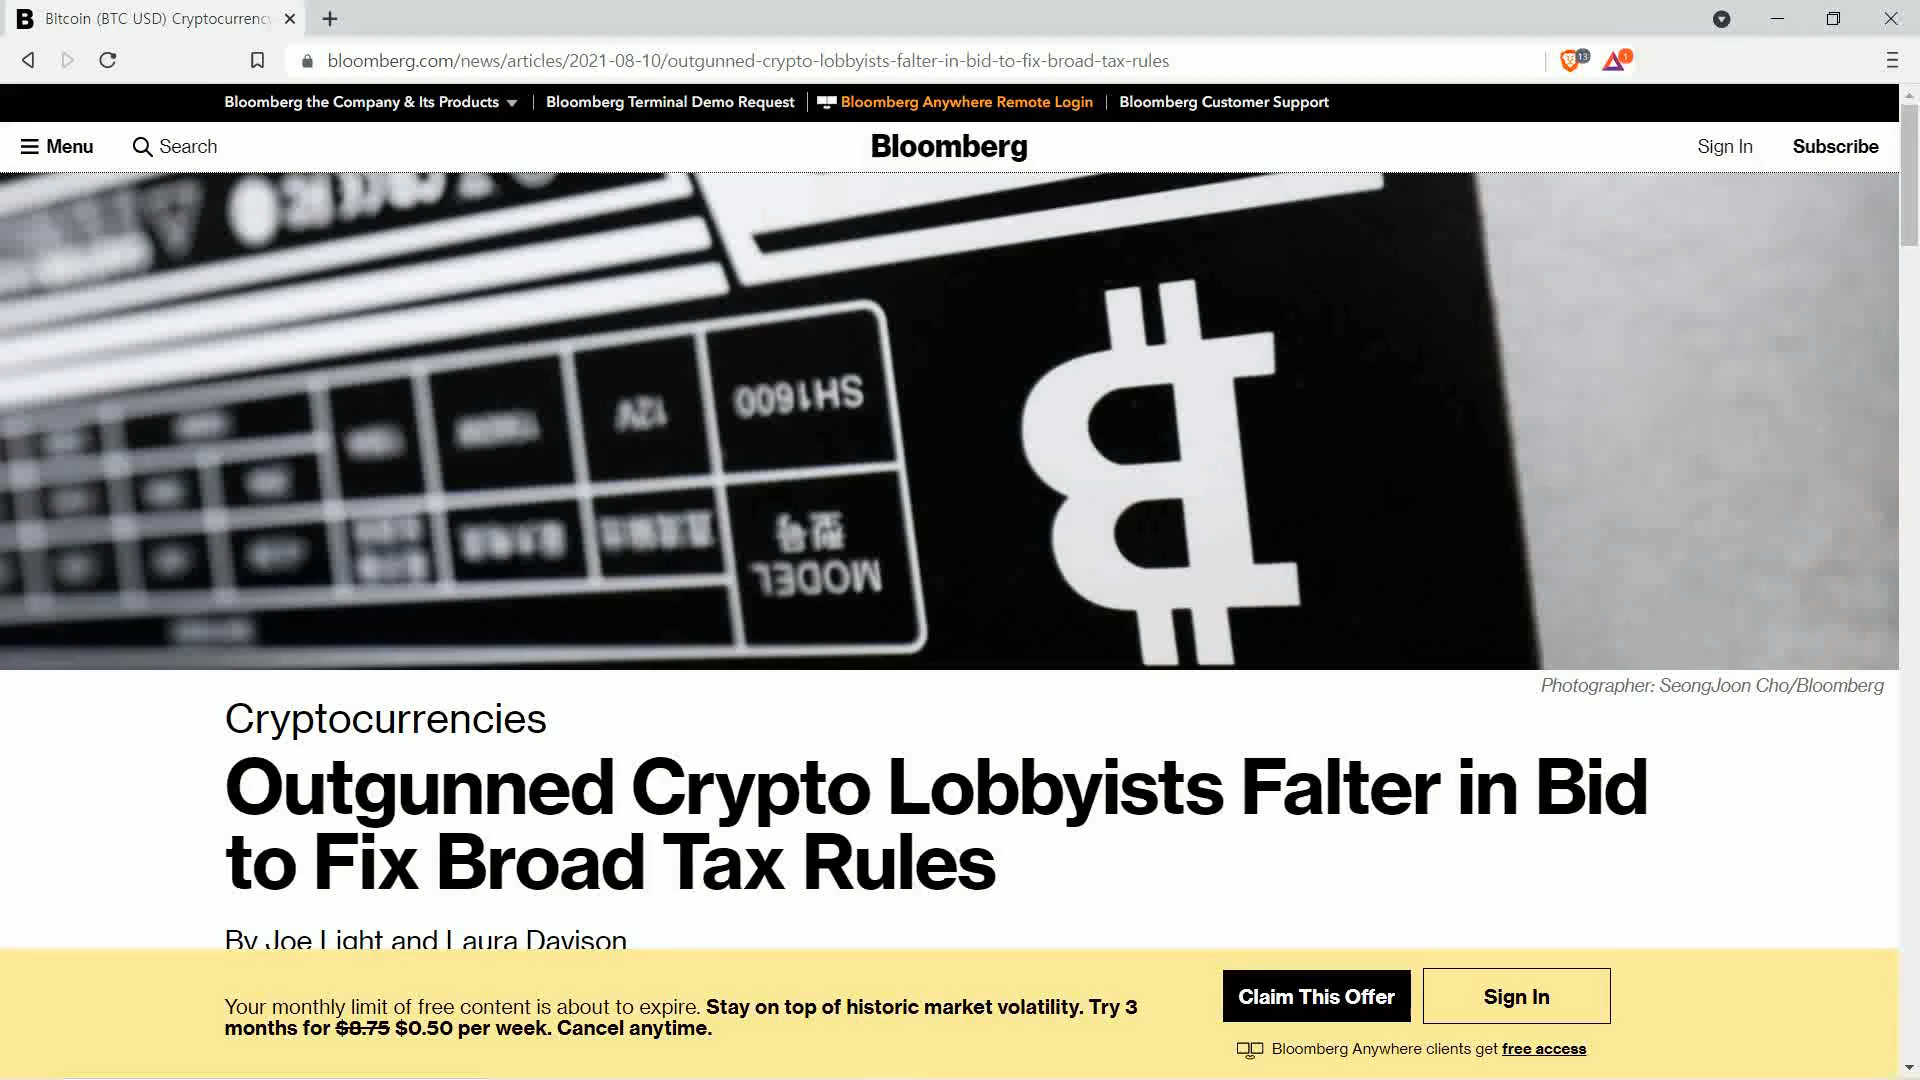 Bitcoin (BTC USD) Cryptocurrenc
bloomberg.com/news/articles/2021-08-10/outgunned-crypto-lobbyists-falter-in-bid-to-fix-broad-tax-rules
13
1
Bloomberg the Company & Its Products
Bloomberg Terminal Demo Request
Bloomberg Anywhere Remote Login
Bloomberg Customer Support
Menu
Search
Bloomberg
Sign In
Subscribe
SH1600
12V
型号
MODEL
Photographer: SeongJoon Cho/Bloomberg
Cryptocurrencies
Outgunned Crypto Lobbyists Falter in Bid
to Fix Broad Tax Rules
By Joe Light and Laura Davison
Your monthly limit of free content is about to expire. Stay on top of historic market volatility. Try 3
months for $8.75 $0.50 per week. Cancel anytime.
Claim This Offer
Sign In
Bloomberg Anywhere clients get free access